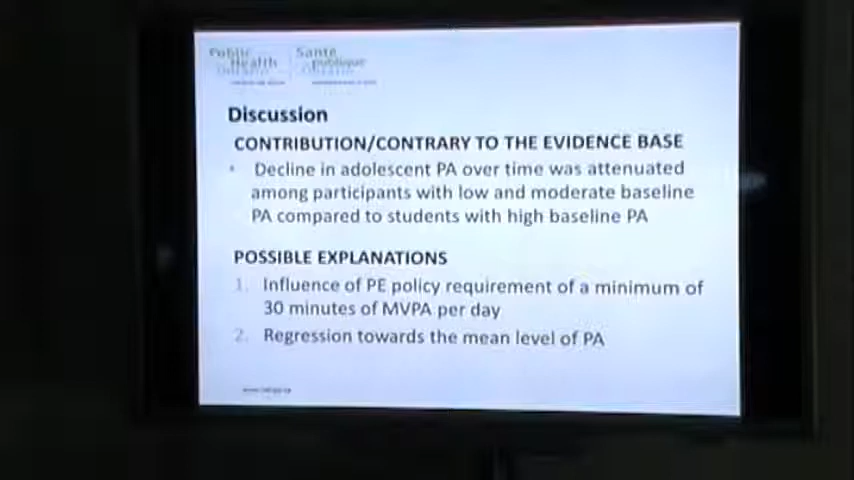 Public Santé
Health publique
Discussion
CONTRIBUTION/CONTRARY TO THE EVIDENCE BASE
• Decline in adolescent PA over time was attenuated
among participants with low and moderate baseline
PA compared to students with high baseline PA
POSSIBLE EXPLANATIONS
1. Influence of PE policy requirement of a minimum of
30 minutes of MVPA per day
2. Regression towards the mean level of PA